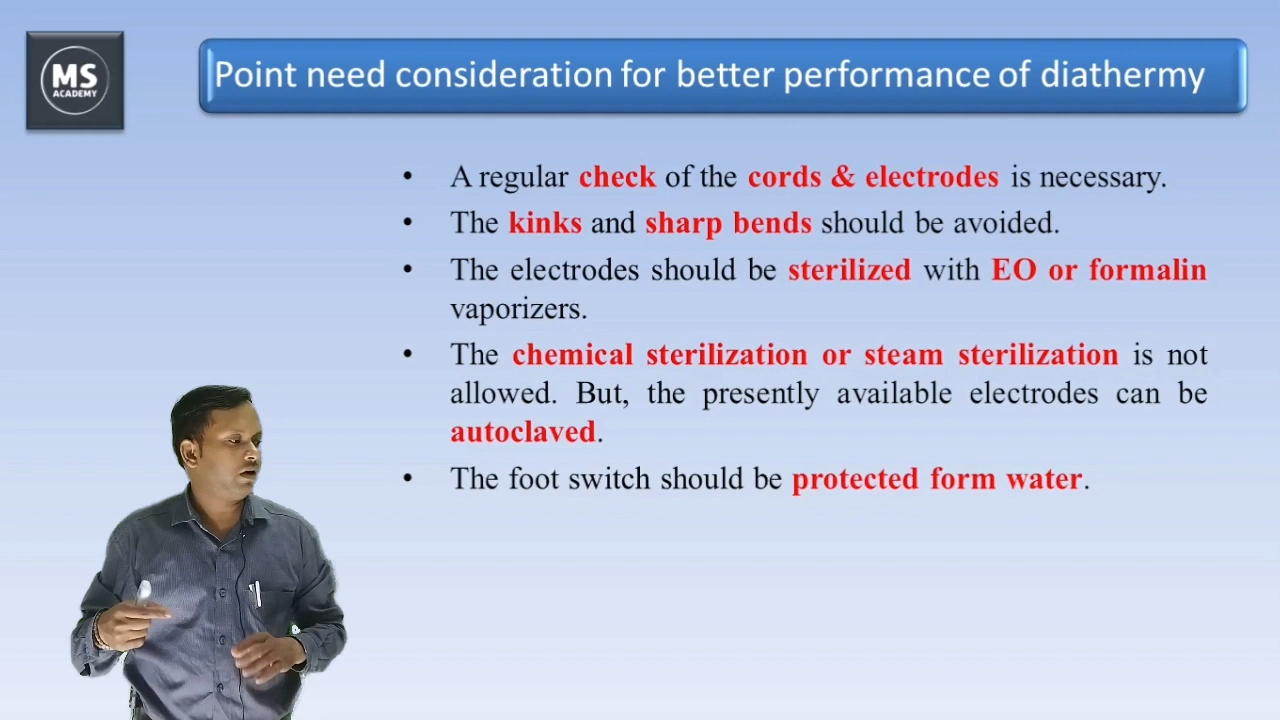 MS
ACADEMY
Point need consideration for better performance of diathermy
• A regular check of the cords & electrodes is necessary.
• The kinks and sharp bends should be avoided.
• The electrodes should be sterilized with EO or formalin
vaporizers.
• The chemical sterilization or steam sterilization is not
allowed. But, the presently available electrodes can be
autoclaved.
• The foot switch should be protected form water.